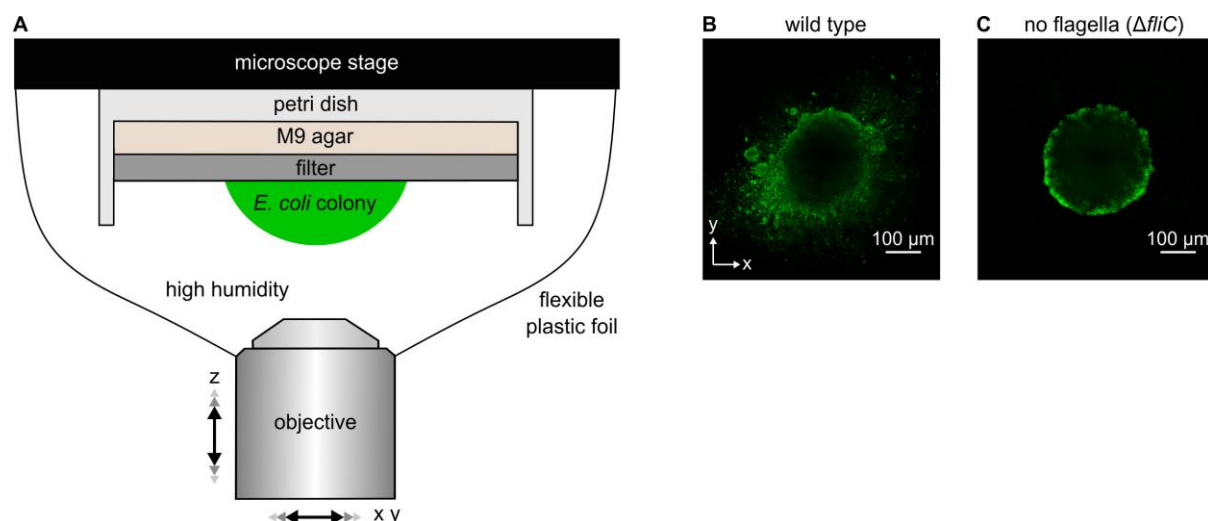 A
microscope stage
petri dish
M9 agar
filter
E. coli colony
high humidity
flexible
plastic foil
z
objective
x y
B
wild type
y
x
100 µm
C
no flagella (ΔfliC)
100 µm